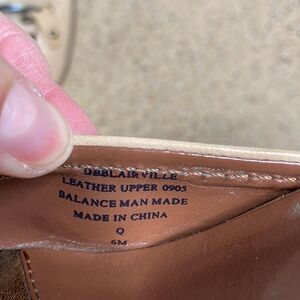 DBBLAIRVILLE
LEATHER UPPER 0905
BALANCE MAN MADE
MADE IN CHINA
Q
6M